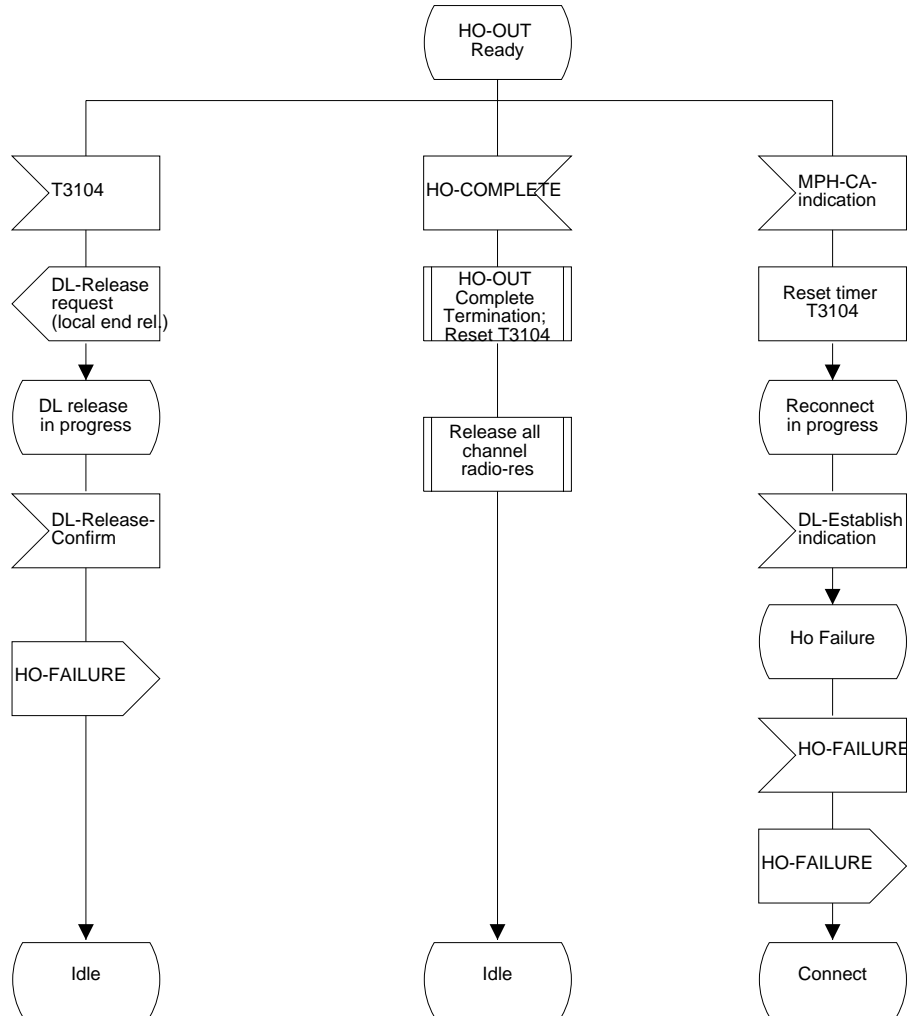 HO-OUT
Ready
T3104
HO-COMPLETE
MPH-CA-
indication
DL-Release
request
(local end rel.)
HO-OUT
Complete
Termination;
Reset T3104
Reset timer
T3104
DL release
in progress
Release all
channel
radio-res
Reconnect
in progress
DL-Release-
Confirm
DL-Establish
indication
Ho Failure
HO-FAILURE
HO-FAILURE
HO-FAILURE
Idle
Idle
Connect